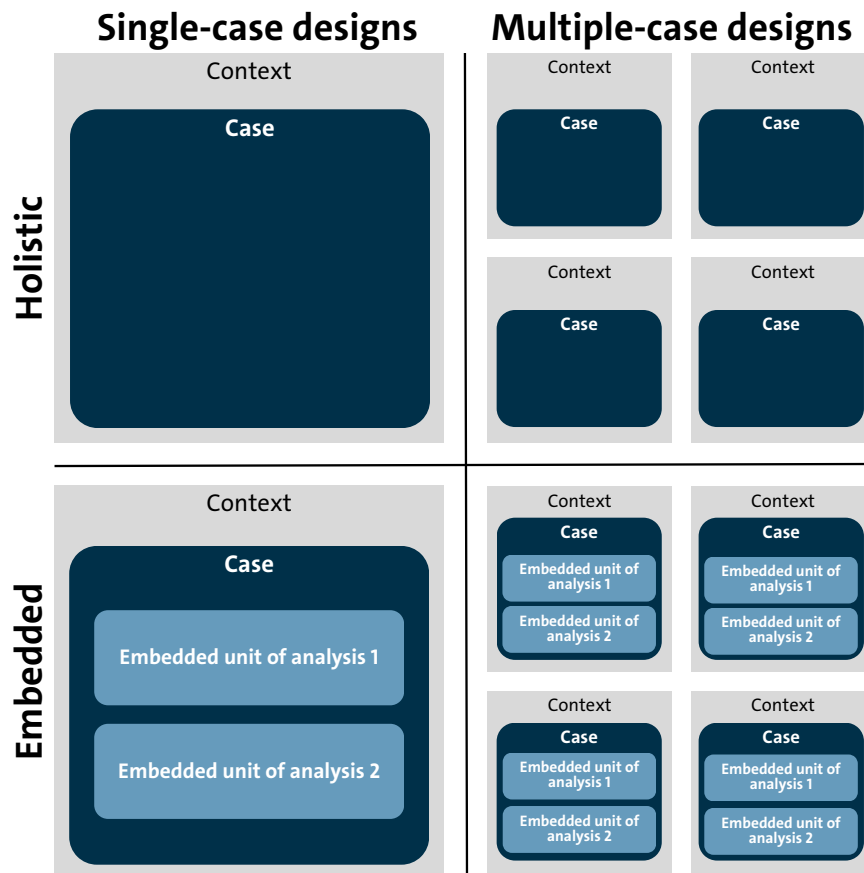 Single-case designs
Multiple-case designs
Holistic
Context
Case
Context
Case
Context
Case
Context
Case
Context
Case
Embedded
Context
Case
Embedded unit of analysis 1
Embedded unit of analysis 2
Context
Case
Embedded unit of
analysis 1
Embedded unit of
analysis 2
Context
Case
Embedded unit of
analysis 1
Embedded unit of
analysis 2
Context
Case
Embedded unit of
analysis 1
Embedded unit of
analysis 2
Context
Case
Embedded unit of
analysis 1
Embedded unit of
analysis 2